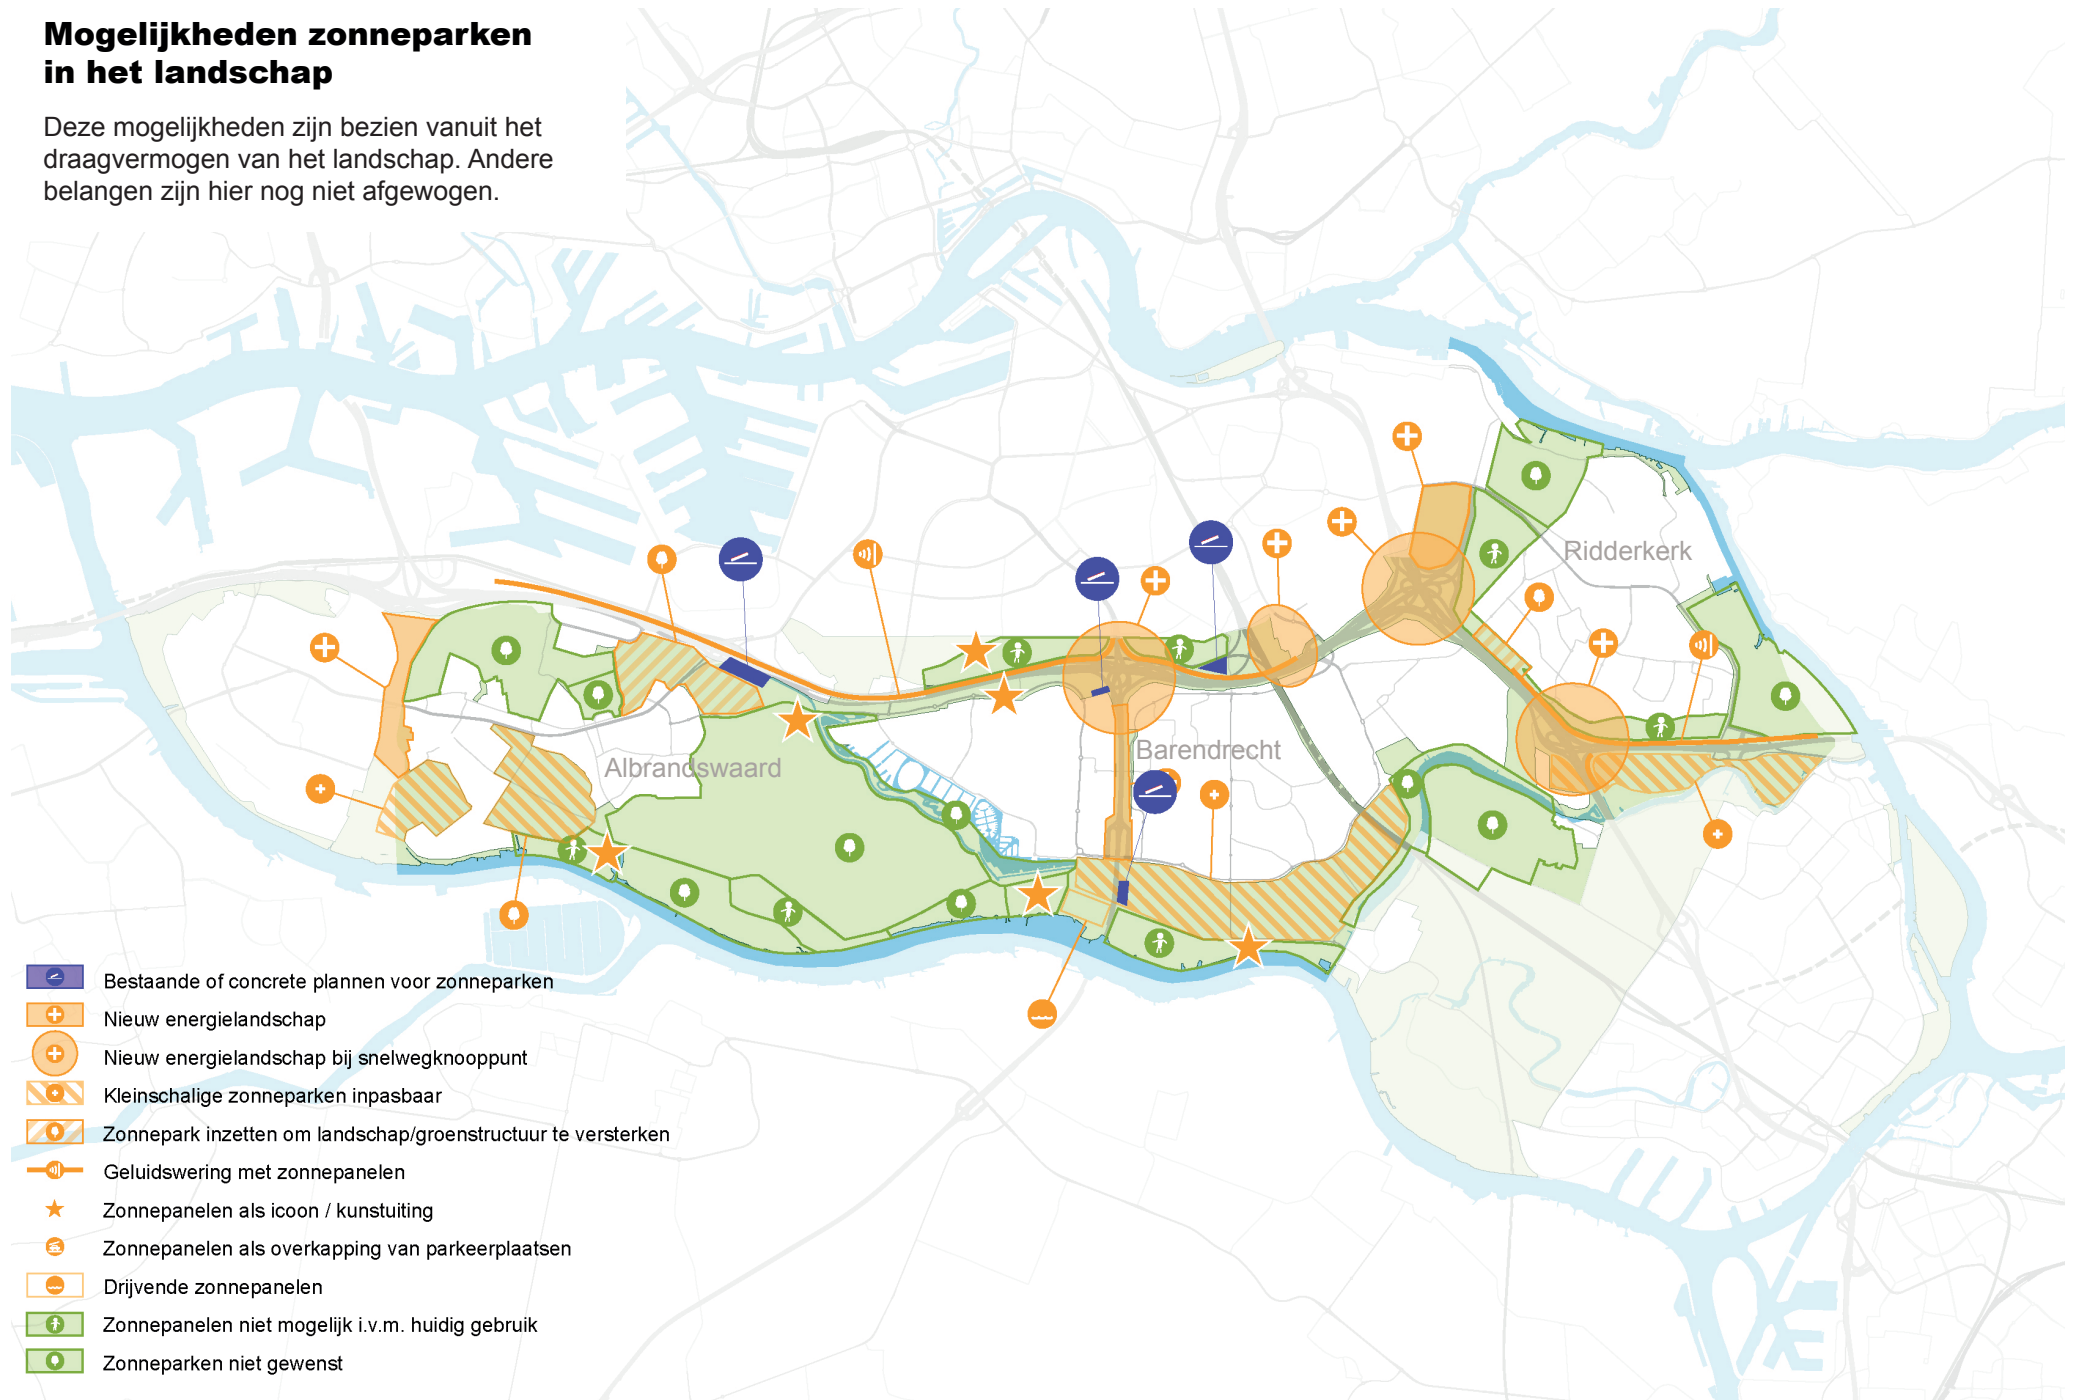 Mogelijkheden zonneparken
in het landschap
Deze mogelijkheden zijn bezien vanuit het
draagvermogen van het landschap. Andere
belangen zijn hier nog niet afgewogen.
Ridderkerk
Barendrecht
Albrandswaard
Bestaande of concrete plannen voor zonneparken
Nieuw energielandschap
Nieuw energielandschap bij snelwegknooppunt
Kleinschalige zonneparken inpasbaar
Zonnepark inzetten om landschap/groenstructuur te versterken
Geluidswering met zonnepanelen
Zonnepanelen als icoon / kunstuiting
Zonnepanelen als overkapping van parkeerplaatsen
Drijvende zonnepanelen
Zonnepanelen niet mogelijk i.v.m. huidig gebruik
Zonneparken niet gewenst